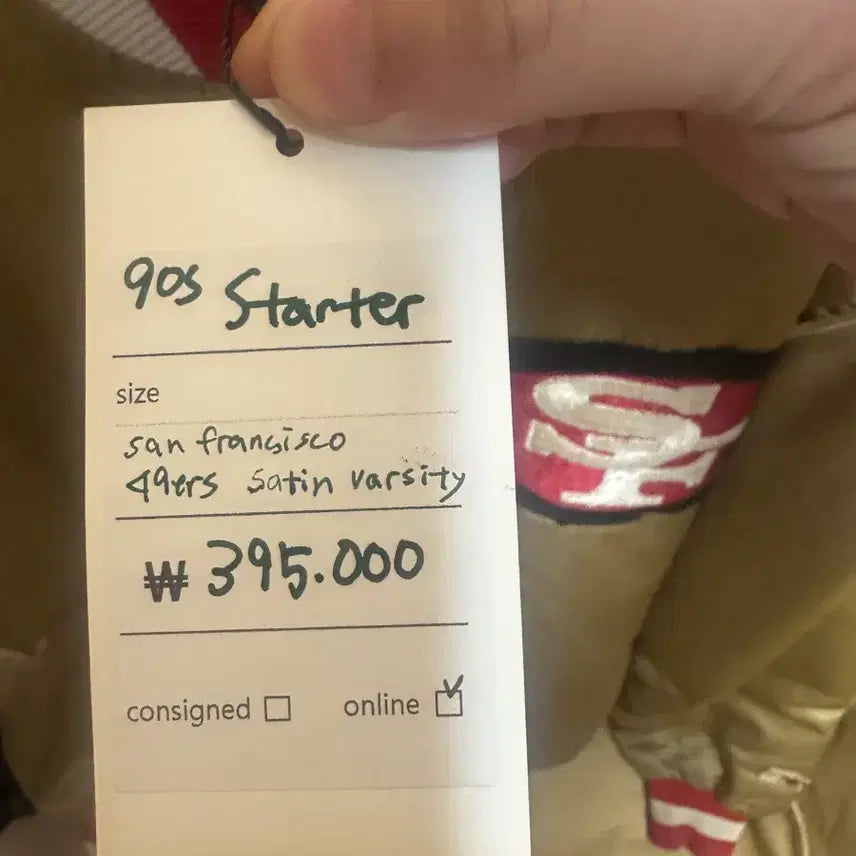 90s Starter
size
san francisco
49ers satin varsity
₩ 395.000
consigned ☐ online ☑
SF